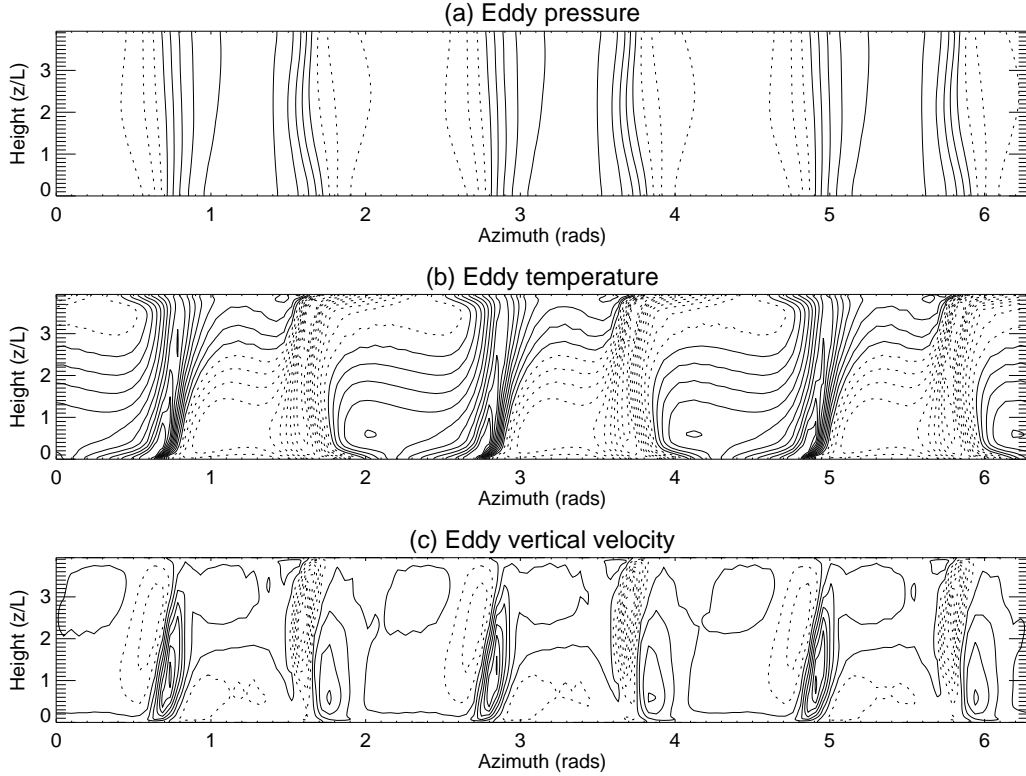 (a) Eddy pressure
3
2
1
0
Height (z/L)
0 1 2 3 4 5 6
Azimuth (rads)
(b) Eddy temperature
3
2
1
0
Height (z/L)
0 1 2 3 4 5 6
Azimuth (rads)
(c) Eddy vertical velocity
3
2
1
0
Height (z/L)
0 1 2 3 4 5 6
Azimuth (rads)